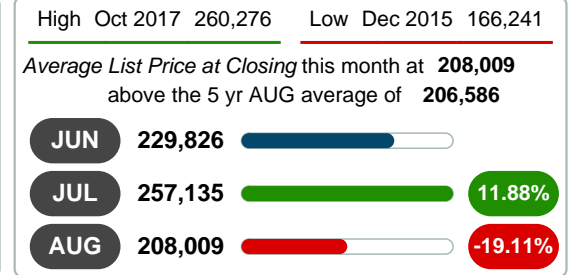 High Oct 2017 260,276 Low Dec 2015 166,241
Average List Price at Closing this month at 208,009
above the 5 yr AUG average of 206,586
JUN 229,826
JUL 257,135 11.88%
AUG 208,009 -19.11%